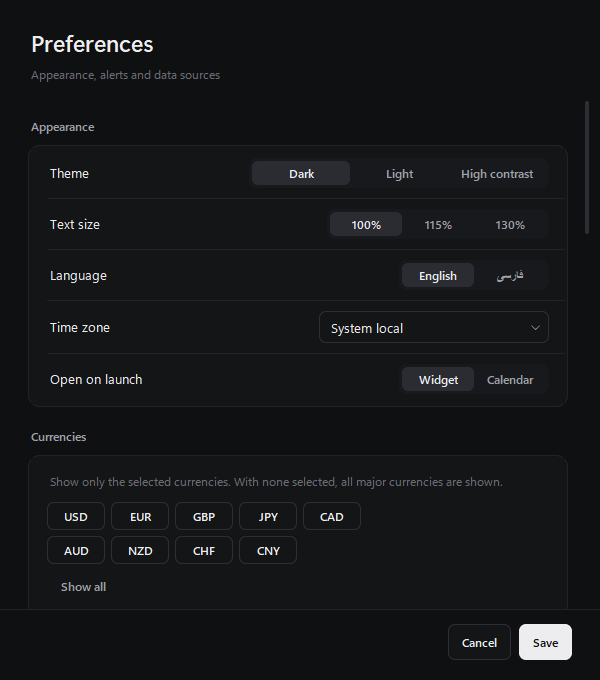 Preferences
Appearance, alerts and data sources
Appearance
Theme Dark Light High contrast
Text size 100% 115% 130%
Language English فارسی
Time zone System local
Open on launch Widget Calendar
Currencies
Show only the selected currencies. With none selected, all major currencies are shown.
USD EUR GBP JPY CAD
AUD NZD CHF CNY
Show all
Cancel Save